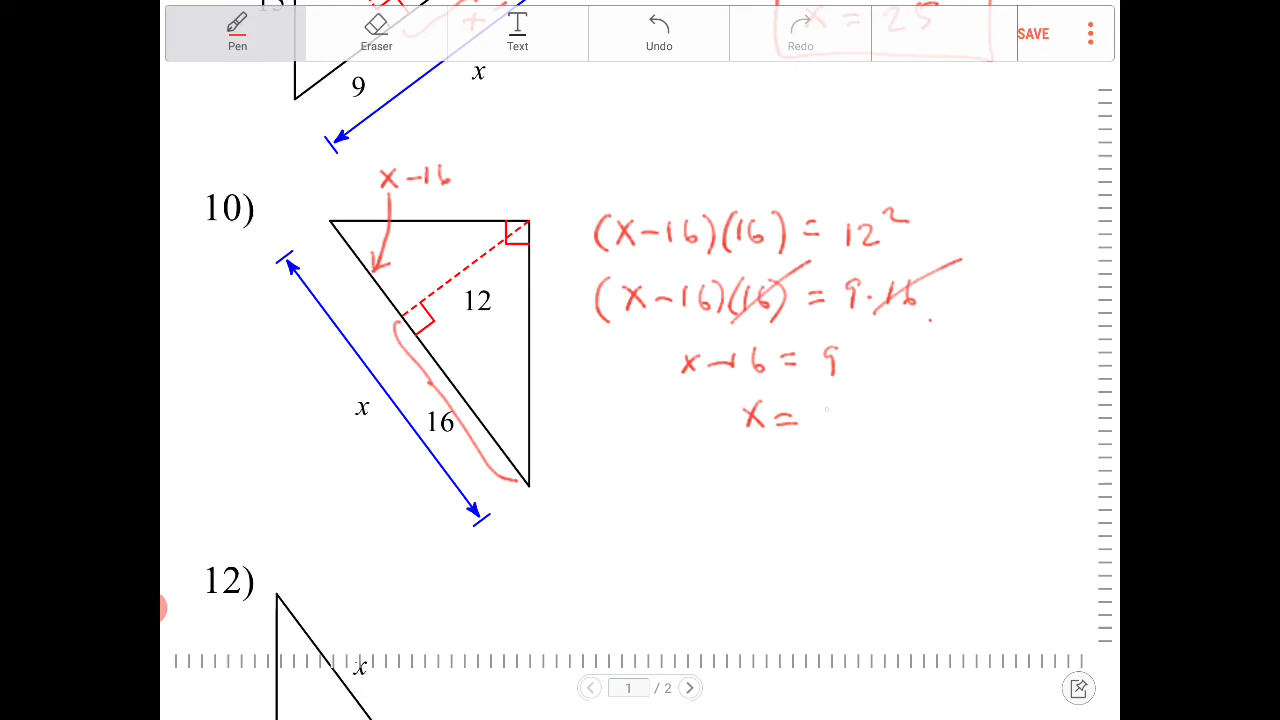 Pen
Eraser
Text
Undo
Redo
SAVE
x = 25
9
x
x-16
10)
(x-16)(16) = 12²
12
(x-16)(16) = 9·16
x-16 = 9
x
16
x =
12)
x
1 / 2